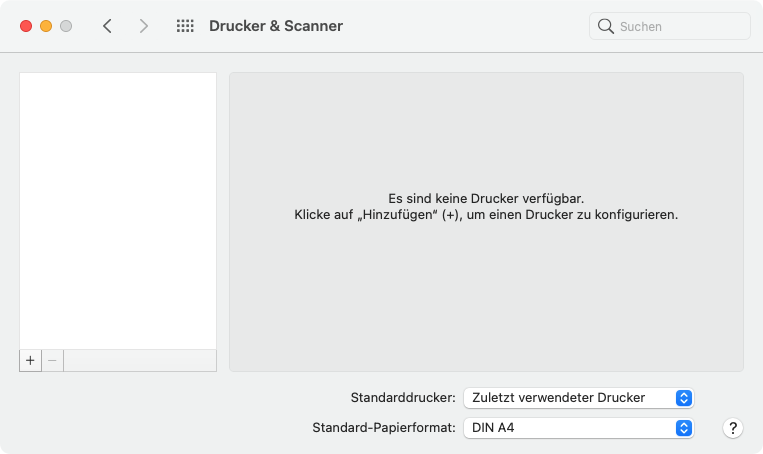 Drucker & Scanner
Suchen
Es sind keine Drucker verfügbar.
Klicke auf „Hinzufügen“ (+), um einen Drucker zu konfigurieren.
+ −
Standarddrucker: Zuletzt verwendeter Drucker
Standard-Papierformat: DIN A4
?